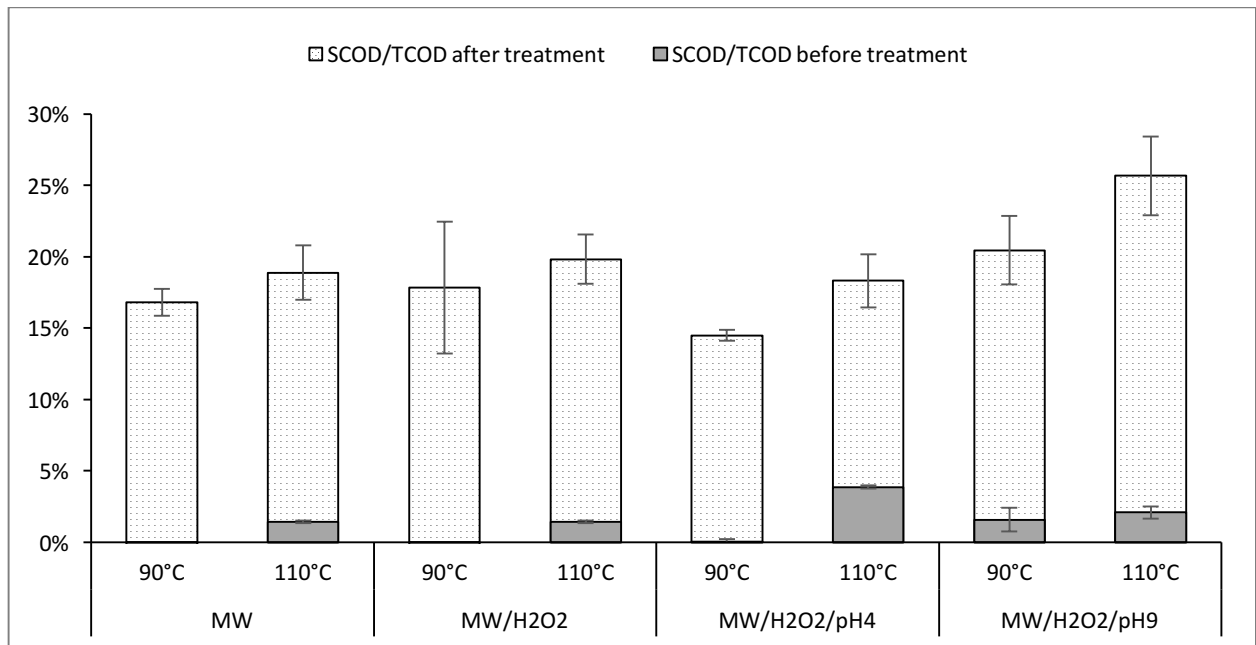 SCOD/TCOD after treatment SCOD/TCOD before treatment
30%
25%
20%
15%
10%
5%
0%
90°C 110°C 90°C 110°C 90°C 110°C 90°C 110°C
MW MW/H2O2 MW/H2O2/pH4 MW/H2O2/pH9